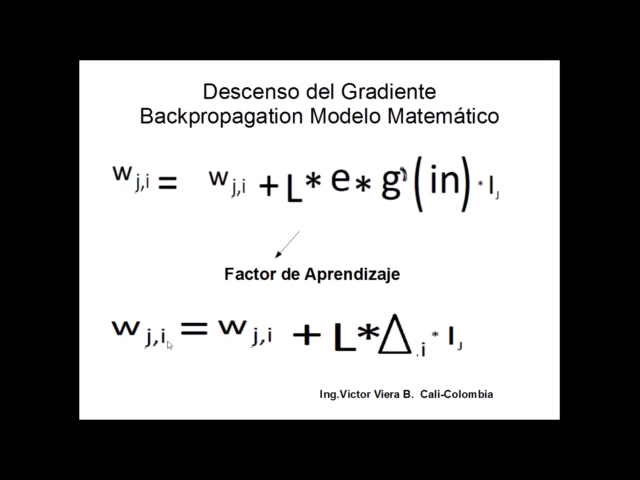 Descenso del Gradiente
Backpropagation Modelo Matemático
w j,i = w j,i + L * e * g'(in) * I j
Factor de Aprendizaje
w j,i = w j,i + L * Δ .i * I j
Ing.Victor Viera B. Cali-Colombia